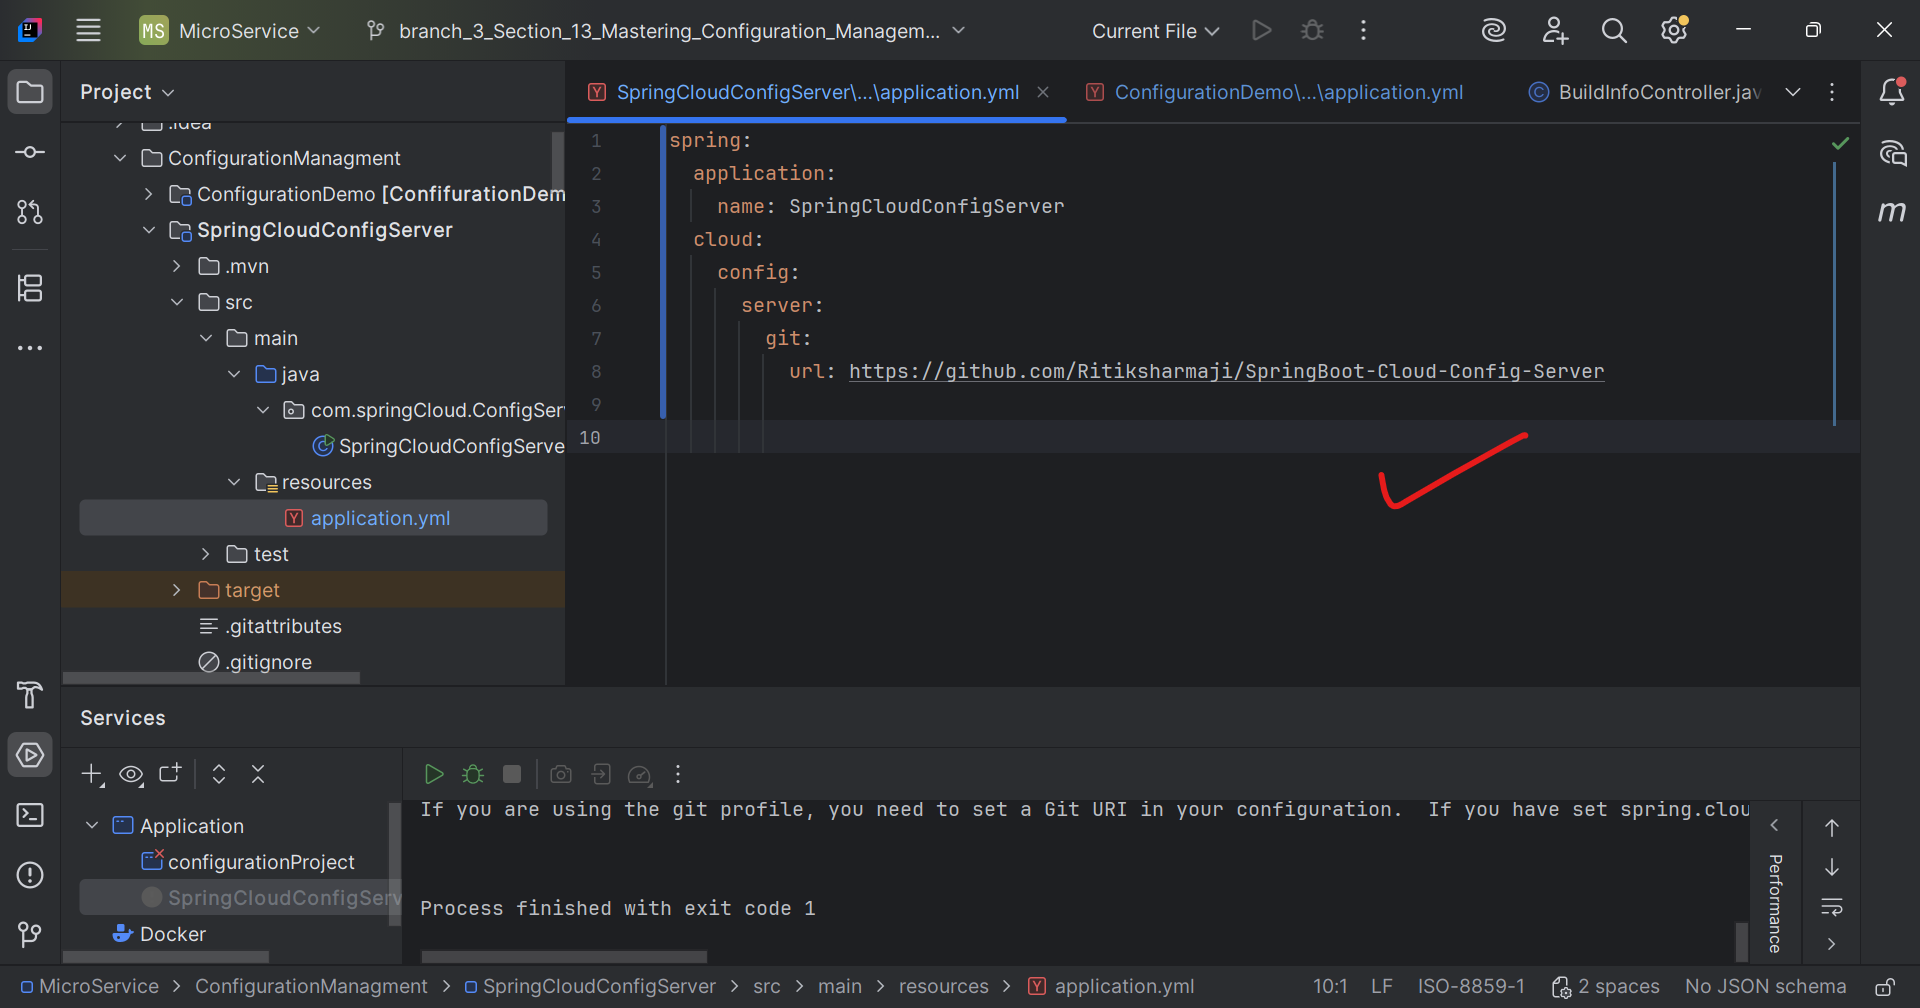 MS MicroService branch_3_Section_13_Mastering_Configuration_Managem... Current File
Project
SpringCloudConfigServer\...\application.yml
ConfigurationDemo\...\application.yml
BuildInfoController.jav
.idea
ConfigurationManagment
ConfigurationDemo [ConfifurationDem
SpringCloudConfigServer
.mvn
src
main
java
com.springCloud.ConfigSer
SpringCloudConfigServe
resources
application.yml
test
target
.gitattributes
.gitignore
1 spring:
2 application:
3 name: SpringCloudConfigServer
4 cloud:
5 config:
6 server:
7 git:
8 url: https://github.com/Ritiksharmaji/SpringBoot-Cloud-Config-Server
9
10
Services
Application
configurationProject
SpringCloudConfigServ
Docker
If you are using the git profile, you need to set a Git URI in your configuration. If you have set spring.clou
Process finished with exit code 1
Performance
MicroService > ConfigurationManagment > SpringCloudConfigServer > src > main > resources > application.yml 10:1 LF ISO-8859-1 2 spaces No JSON schema